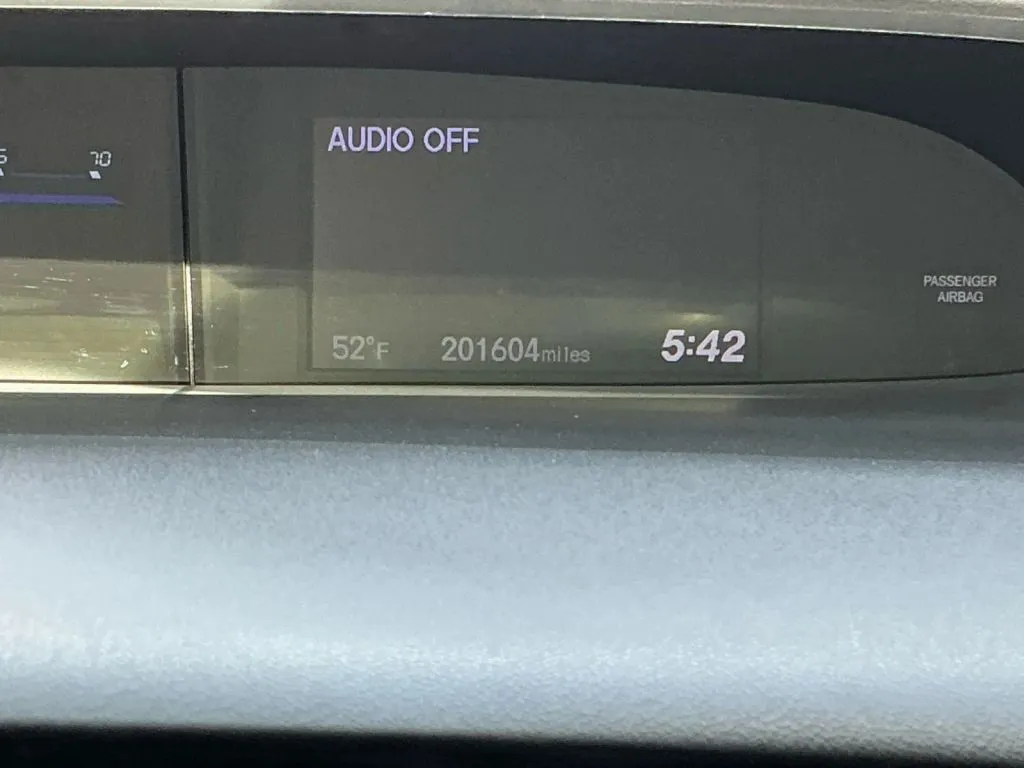 AUDIO OFF
70
PASSENGER
AIRBAG
52°F 201604miles 5:42